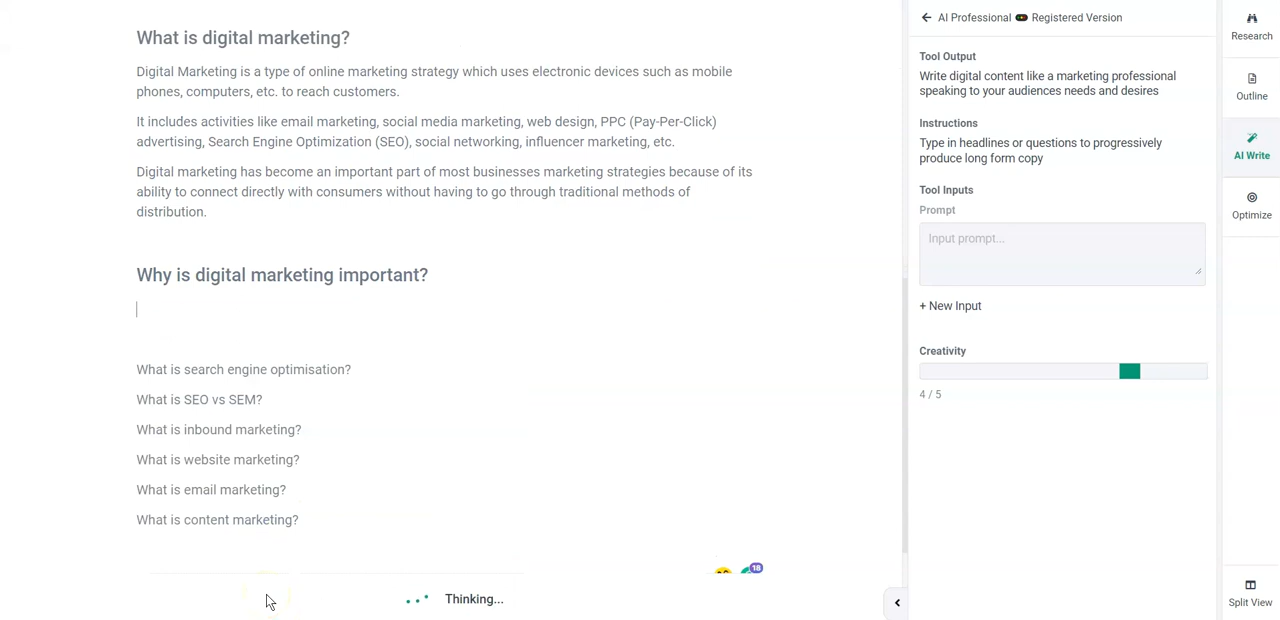 What is digital marketing?
Digital Marketing is a type of online marketing strategy which uses electronic devices such as mobile
phones, computers, etc. to reach customers.
It includes activities like email marketing, social media marketing, web design, PPC (Pay-Per-Click)
advertising, Search Engine Optimization (SEO), social networking, influencer marketing, etc.
Digital marketing has become an important part of most businesses marketing strategies because of its
ability to connect directly with consumers without having to go through traditional methods of
distribution.
Why is digital marketing important?
What is search engine optimisation?
What is SEO vs SEM?
What is inbound marketing?
What is website marketing?
What is email marketing?
What is content marketing?
18
Thinking...
AI Professional Registered Version
Tool Output
Write digital content like a marketing professional
speaking to your audiences needs and desires
Instructions
Type in headlines or questions to progressively
produce long form copy
Tool Inputs
Prompt
Input prompt...
+ New Input
Creativity
4 / 5
Research
Outline
AI Write
Optimize
Split View